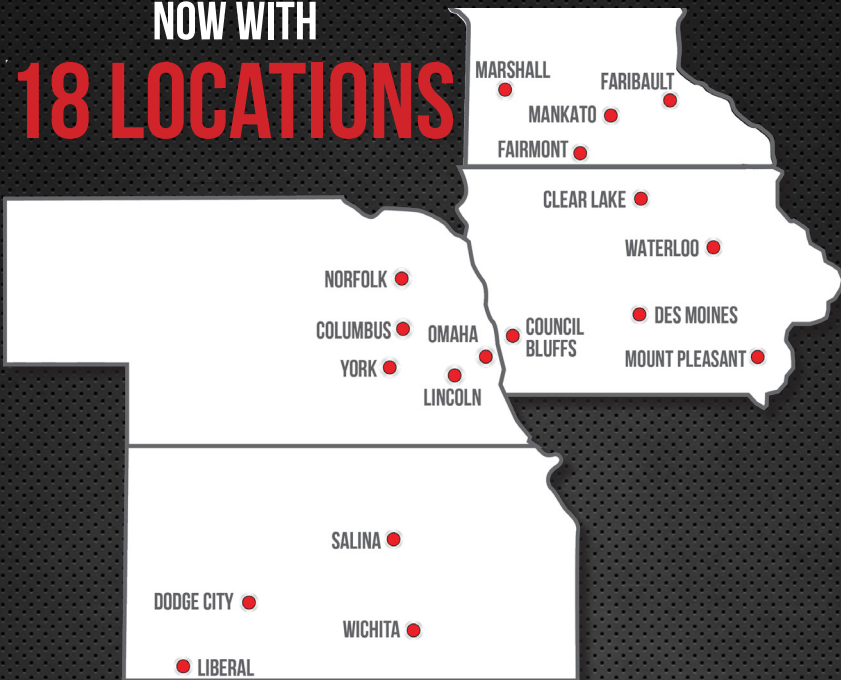 NOW WITH
18 LOCATIONS
MARSHALL
FARIBAULT
MANKATO
FAIRMONT
CLEAR LAKE
WATERLOO
NORFOLK
COLUMBUS
OMAHA
COUNCIL
BLUFFS
DES MOINES
YORK
MOUNT PLEASANT
LINCOLN
SALINA
DODGE CITY
WICHITA
LIBERAL